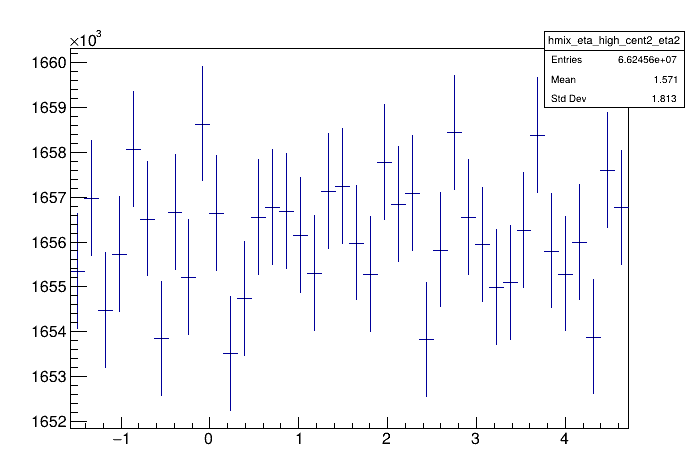 ×10³
hmix_eta_high_cent2_eta2
Entries 6.62456e+07
Mean 1.571
Std Dev 1.813
1660
1659
1658
1657
1656
1655
1654
1653
1652
−1 0 1 2 3 4